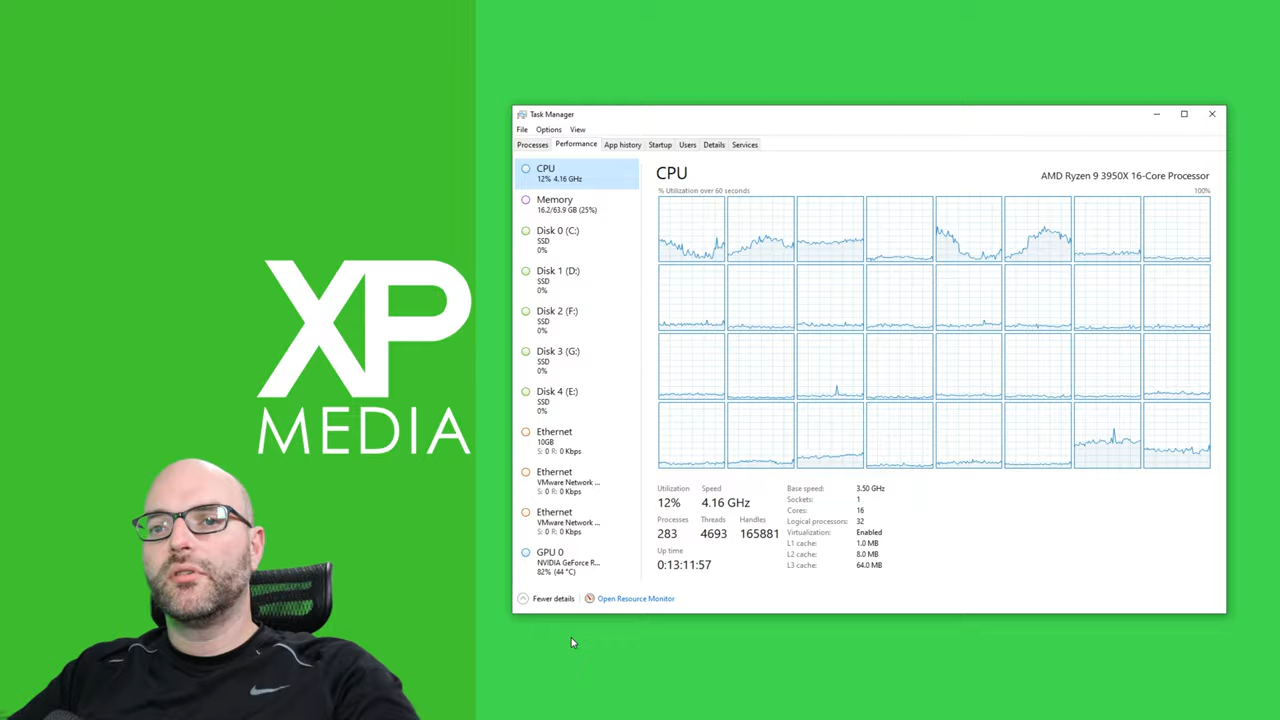 XP
MEDIA
Task Manager
File Options View
Processes Performance App history Startup Users Details Services
CPU
12% 4.16 GHz
Memory
16.2/63.9 GB (25%)
Disk 0 (C:)
SSD
0%
Disk 1 (D:)
SSD
0%
Disk 2 (F:)
SSD
0%
Disk 3 (G:)
SSD
0%
Disk 4 (E:)
SSD
0%
Ethernet
10GB
S: 0 R: 0 Kbps
Ethernet
VMware Network ...
S: 0 R: 0 Kbps
Ethernet
VMware Network ...
S: 0 R: 0 Kbps
GPU 0
NVIDIA GeForce R...
82% (44 °C)
CPU AMD Ryzen 9 3950X 16-Core Processor
% Utilization over 60 seconds 100%
Utilization Speed
12% 4.16 GHz
Processes Threads Handles
283 4693 165881
Up time
0:13:11:57
Base speed: 3.50 GHz
Sockets: 1
Cores: 16
Logical processors: 32
Virtualization: Enabled
L1 cache: 1.0 MB
L2 cache: 8.0 MB
L3 cache: 64.0 MB
Fewer details Open Resource Monitor